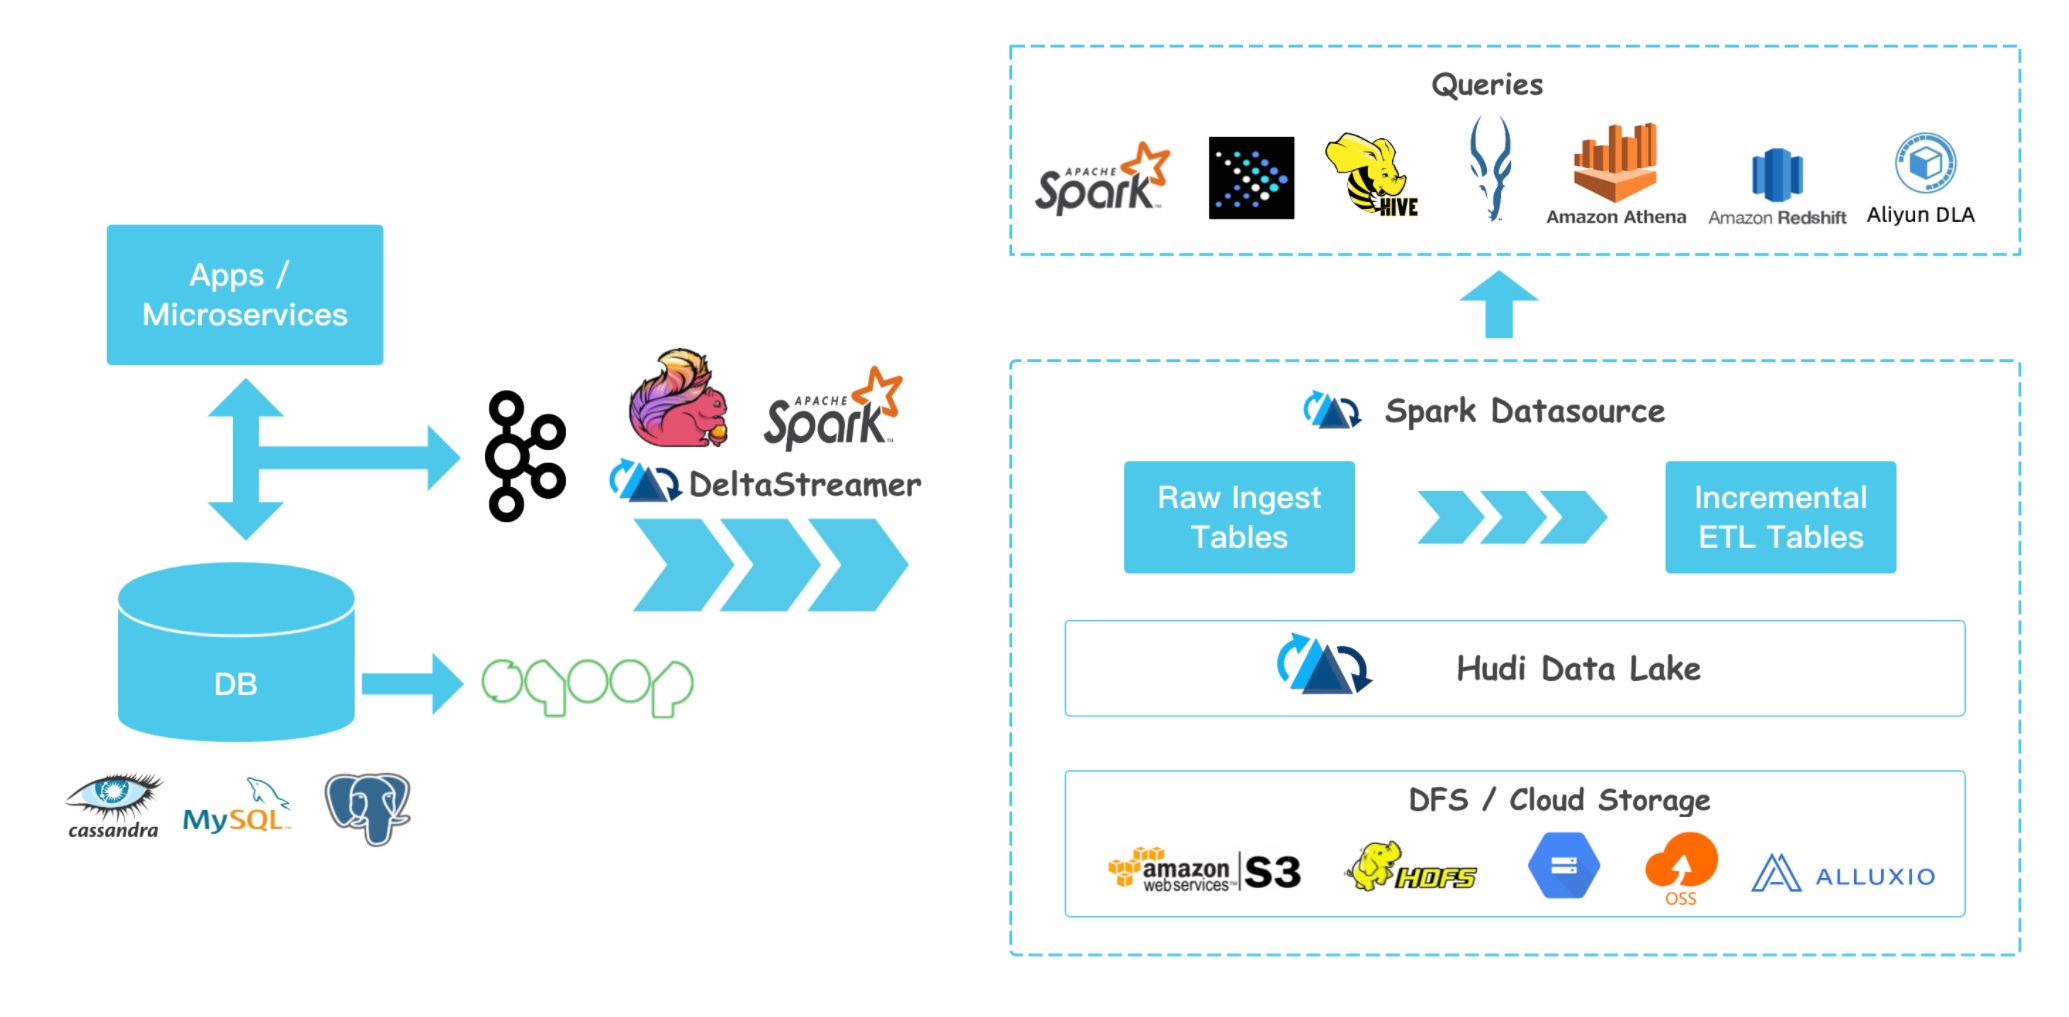 Queries
APACHE
Spark
HIVE
Amazon Athena
Amazon Redshift
Aliyun DLA
Apps /
Microservices
APACHE
Spark
DeltaStreamer
DB
sqoop
cassandra
MySQL
Spark Datasource
Raw Ingest
Tables
Incremental
ETL Tables
Hudi Data Lake
DFS / Cloud Storage
amazon
webservices
S3
HDFS
OSS
ALLUXIO